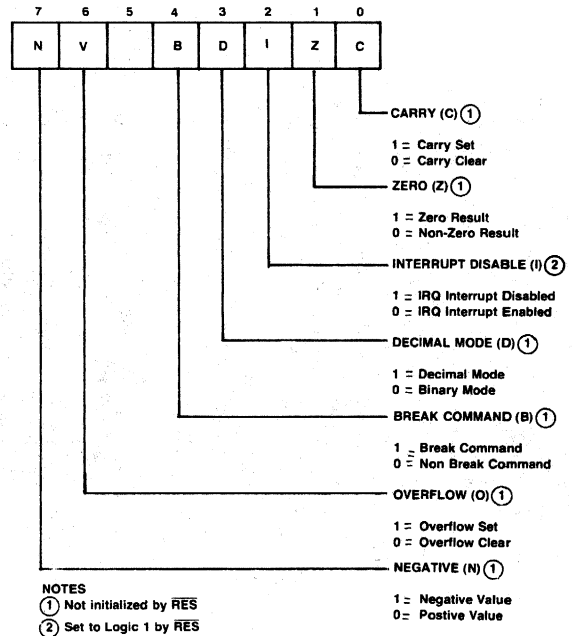 7 6 5 4 3 2 1 0
N V B D I Z C
CARRY (C) 1
1 = Carry Set
0 = Carry Clear
ZERO (Z) 1
1 = Zero Result
0 = Non-Zero Result
INTERRUPT DISABLE (I) 2
1 = IRQ Interrupt Disabled
0 = IRQ Interrupt Enabled
DECIMAL MODE (D) 1
1 = Decimal Mode
0 = Binary Mode
BREAK COMMAND (B) 1
1 = Break Command
0 = Non Break Command
OVERFLOW (O) 1
1 = Overflow Set
0 = Overflow Clear
NEGATIVE (N) 1
1 = Negative Value
0 = Postive Value
NOTES
1 Not initialized by R̅E̅S̅
2 Set to Logic 1 by R̅E̅S̅